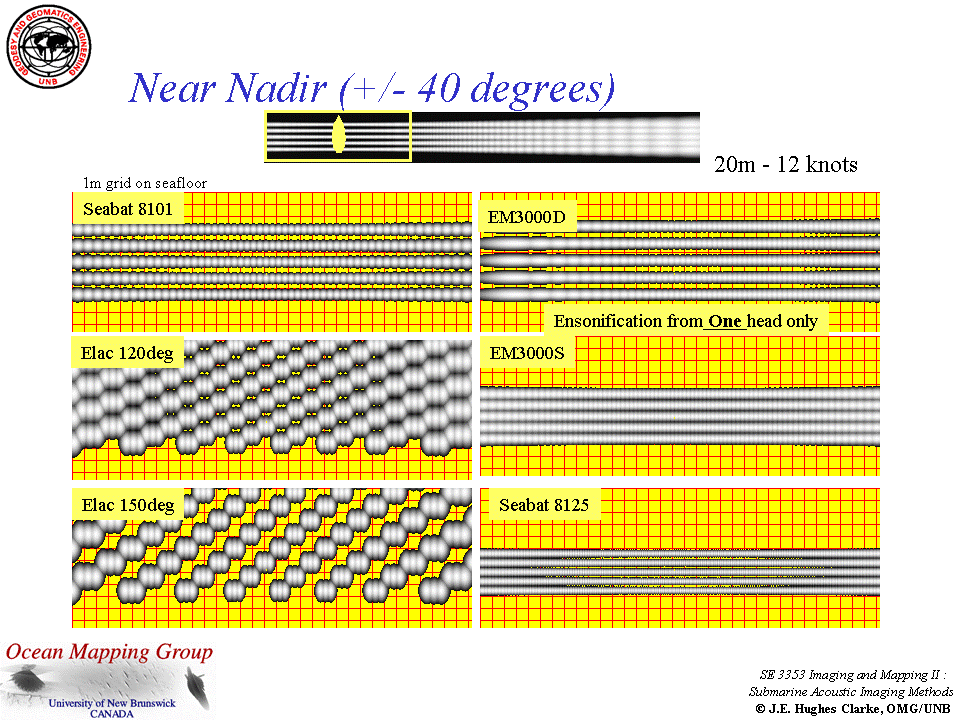 GEODESY AND GEOMATICS ENGINEERING
UNB
Near Nadir (+/- 40 degrees)
20m - 12 knots
1m grid on seafloor
Seabat 8101
EM3000D
Ensonification from One head only
Elac 120deg
EM3000S
Elac 150deg
Seabat 8125
Ocean Mapping Group
University of New Brunswick
CANADA
SE 3353 Imaging and Mapping II :
Submarine Acoustic Imaging Methods
© J.E. Hughes Clarke, OMG/UNB